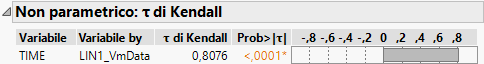 Non parametrico: τ di Kendall
Variabile Variabile by τ di Kendall Prob>|τ| -,8 -,6 -,4 -,2 0 ,2 ,4 ,6 ,8
TIME LIN1_VmData 0,8076 <,0001*